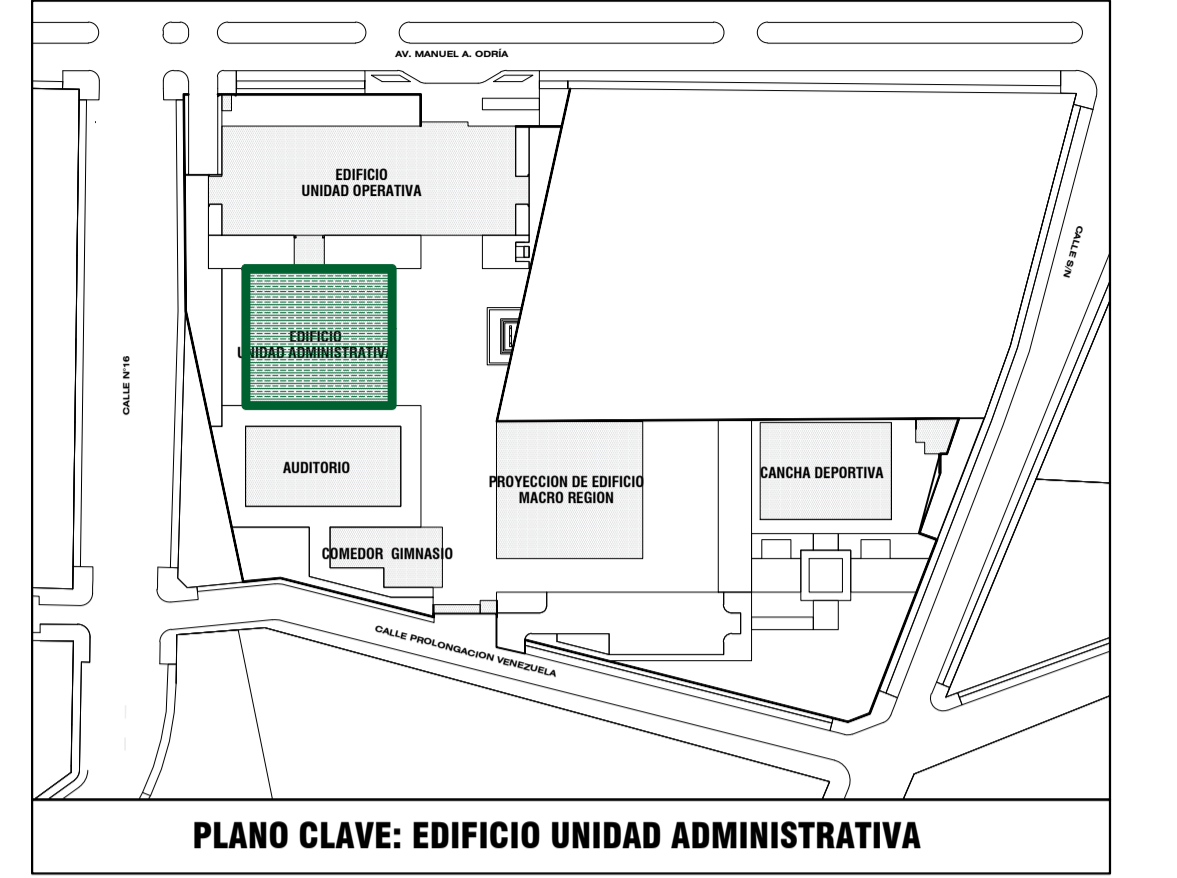 AV. MANUEL A. ODRÍA
EDIFICIO
UNIDAD OPERATIVA
CALLE S/N
EDIFICIO
UNIDAD ADMINISTRATIVA
CALLE N°16
AUDITORIO
PROYECCION DE EDIFICIO
MACRO REGION
CANCHA DEPORTIVA
COMEDOR GIMNASIO
CALLE PROLONGACION VENEZUELA
PLANO CLAVE: EDIFICIO UNIDAD ADMINISTRATIVA